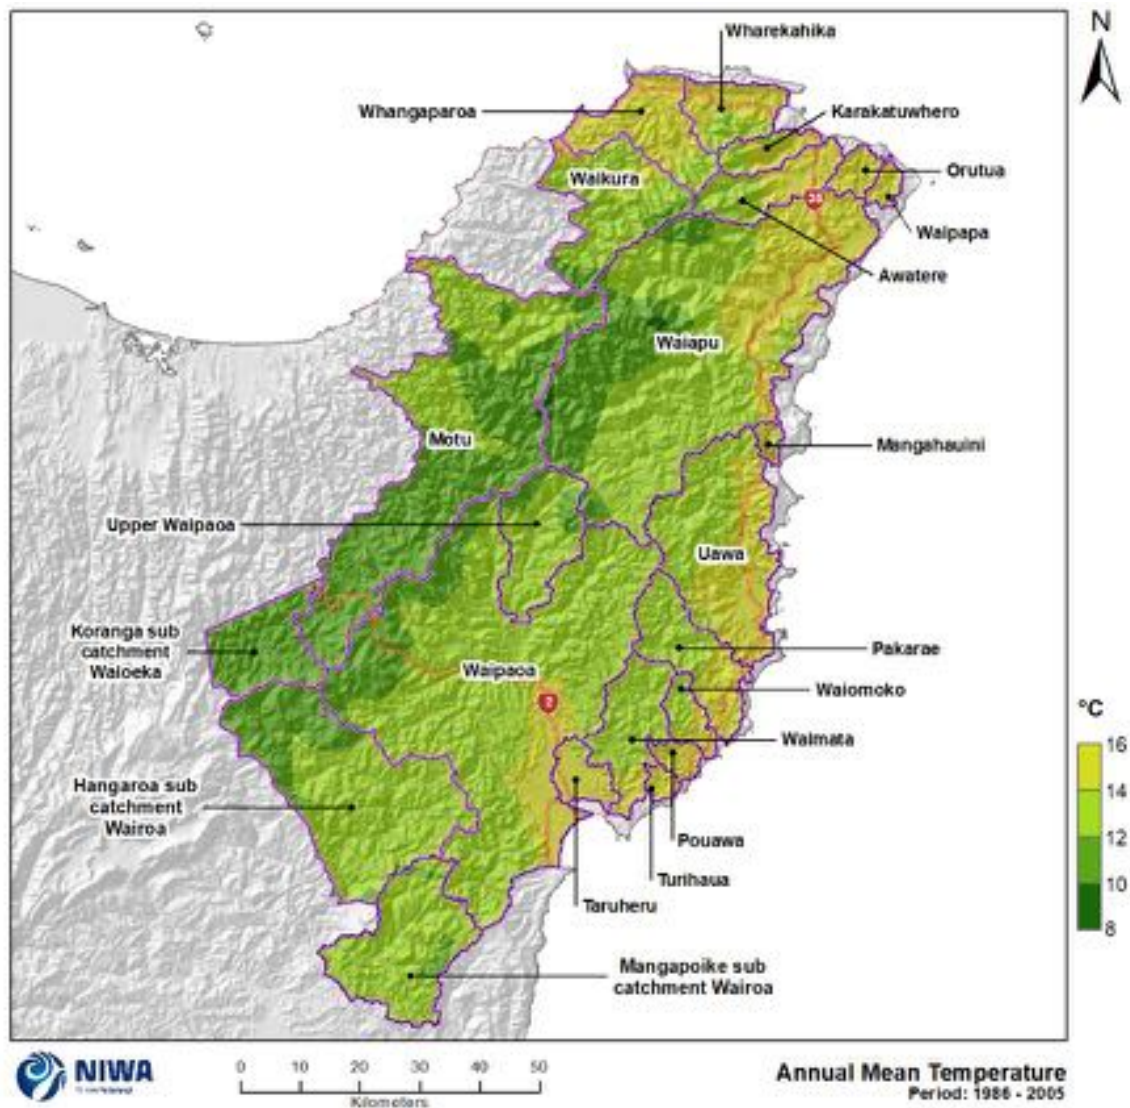 N
Wharekahika
Whangaparoa
Karakatuwhero
Waikura
Orutua
35
Waipapa
Awatere
Waiapu
Motu
Mangahauini
Upper Waipaoa
Uawa
Koranga sub
catchment
Waioeka
Pakarae
Waipaoa
Waiomoko
2
°C
Waimata
16
Hangaroa sub
catchment
Wairoa
14
12
Pouawa
10
Turihaua
Taruheru
8
Mangapoike sub
catchment Wairoa
NIWA
0 10 20 30 40 50
Kilometers
Annual Mean Temperature
Period: 1986 - 2005